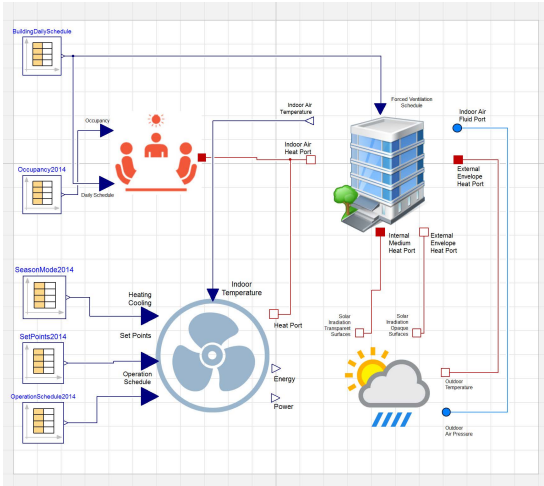 BuildingDailySchedule
Forced Ventilation
Schedule
Indoor Air
Temperature
Indoor Air
Fluid Port
Occupancy
Indoor Air
Heat Port
Occupancy2014
External
Envelope
Heat Port
Daily Schedule
Internal
Medium
Heat Port
External
Envelope
Heat Port
SeasonMode2014
Indoor
Temperature
Heating
Cooling
Solar
Irradiation
Transparent
Surfaces
Solar
Irradiation
Opaque
Surfaces
Heat Port
SetPoints2014
Set Points
Operation
Schedule
Energy
Outdoor
Temperature
OperationSchedule2014
Power
Outdoor
Air Pressure